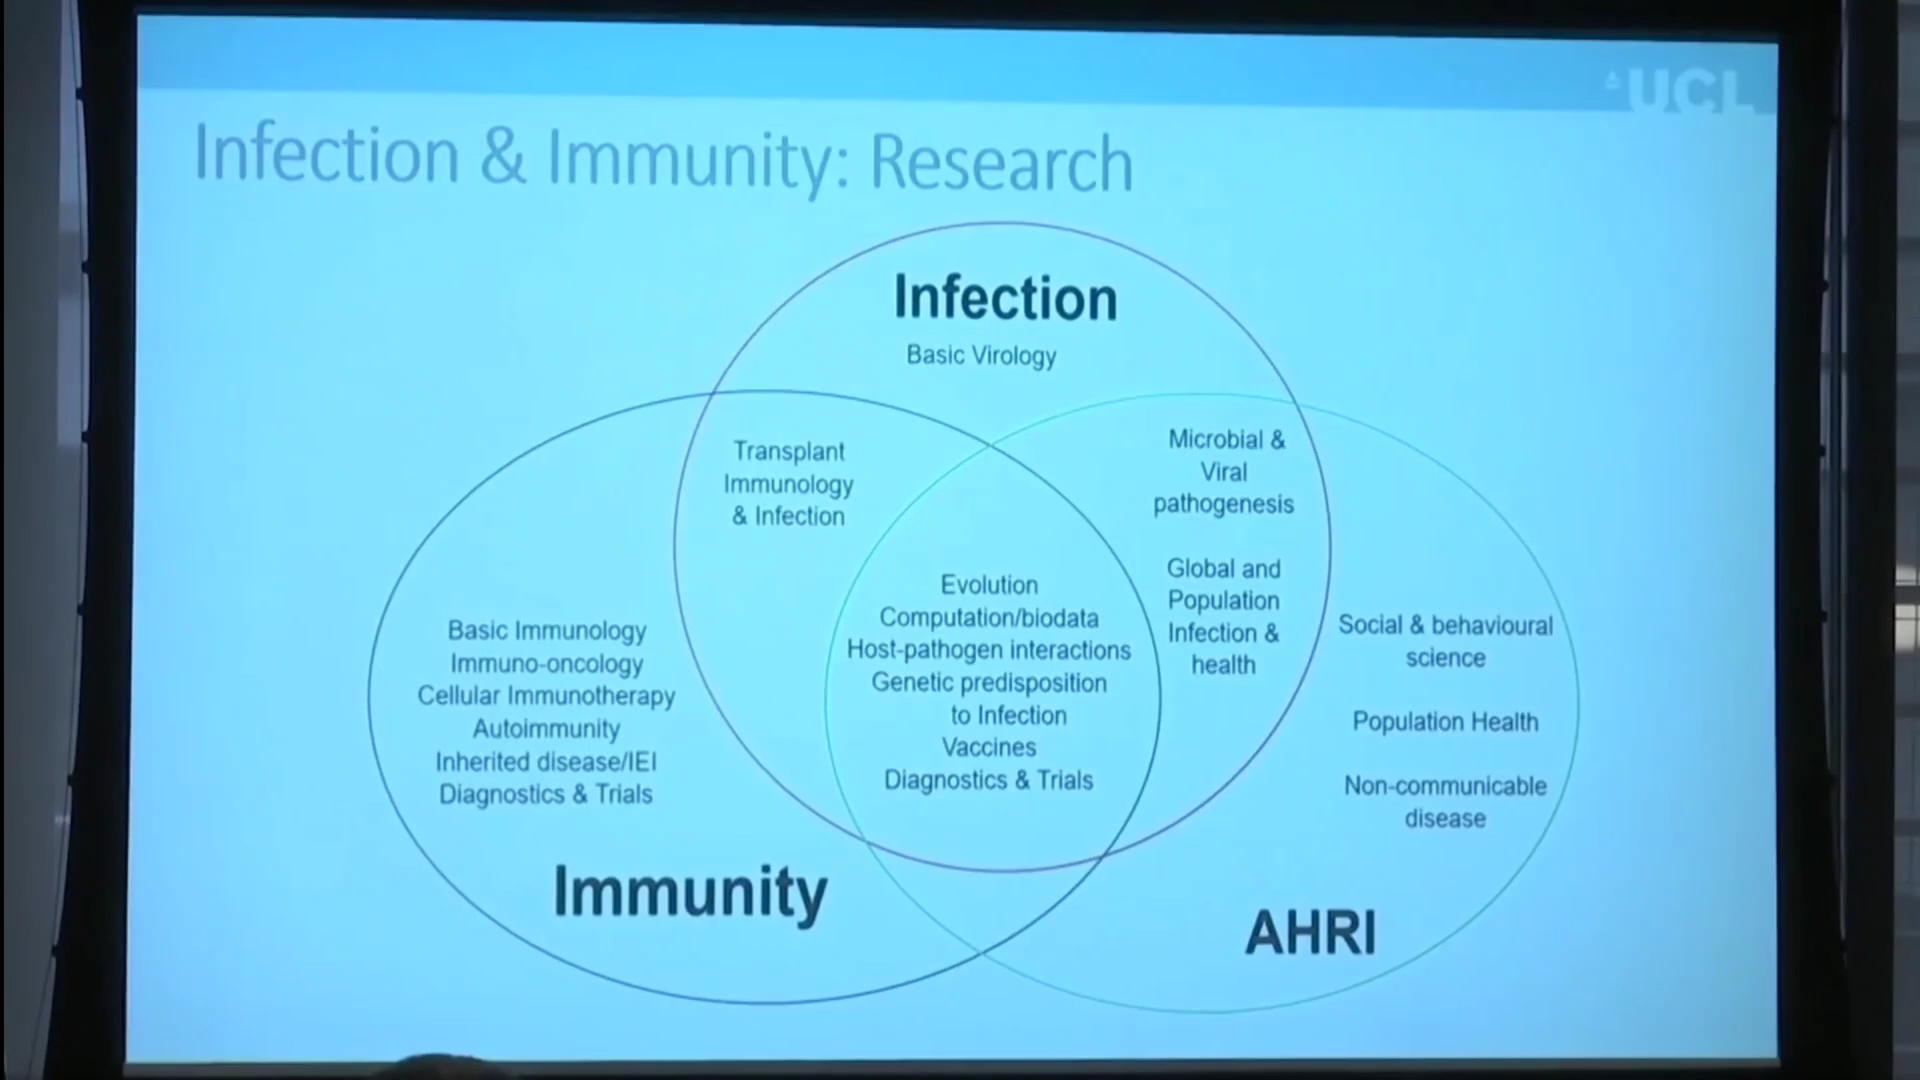 UCL
Infection & Immunity: Research
Infection
Basic Virology
Transplant
Immunology
& Infection
Microbial &
Viral
pathogenesis
Global and
Population
Infection &
health
Evolution
Computation/biodata
Host-pathogen interactions
Genetic predisposition
to Infection
Vaccines
Diagnostics & Trials
Basic Immunology
Immuno-oncology
Cellular Immunotherapy
Autoimmunity
Inherited disease/IEI
Diagnostics & Trials
Social & behavioural
science
Population Health
Non-communicable
disease
Immunity
AHRI